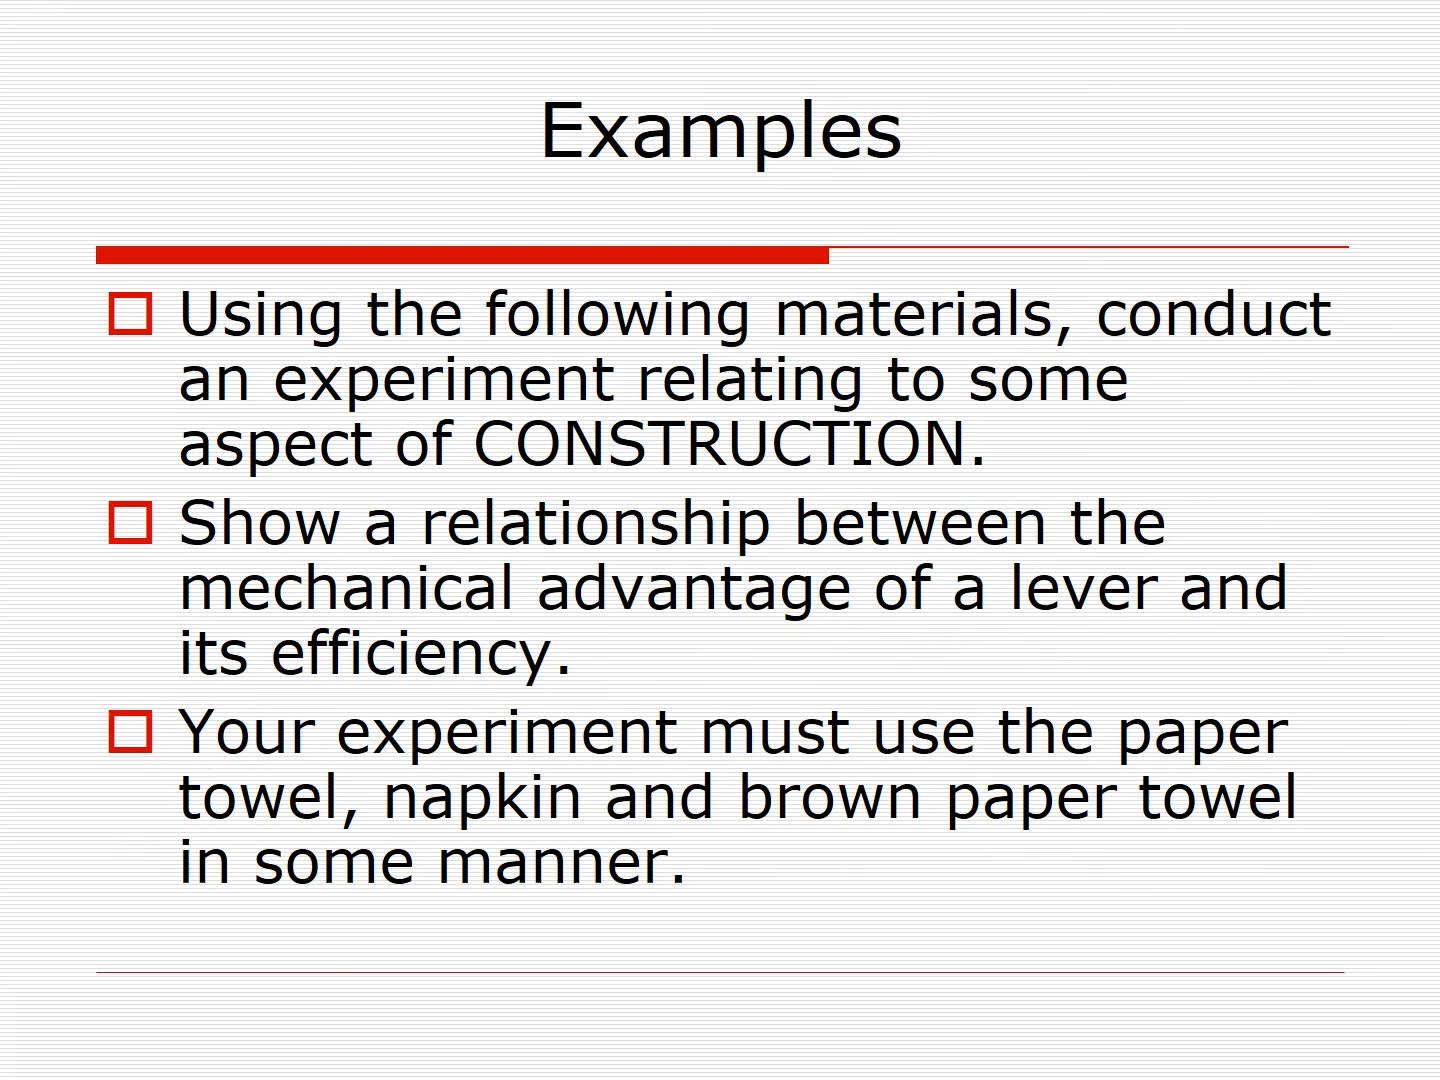 Examples
Using the following materials, conduct
an experiment relating to some
aspect of CONSTRUCTION.
Show a relationship between the
mechanical advantage of a lever and
its efficiency.
Your experiment must use the paper
towel, napkin and brown paper towel
in some manner.